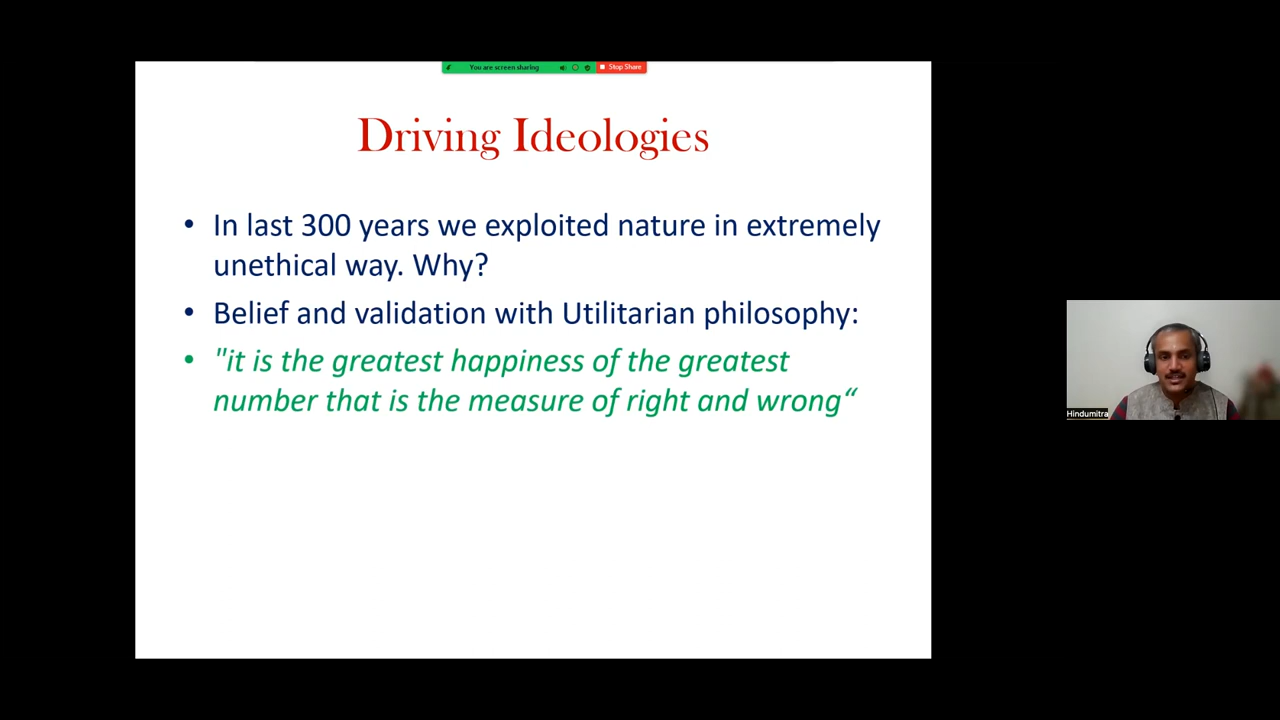 You are screen sharing
Stop Share
Driving Ideologies
• In last 300 years we exploited nature in extremely
unethical way. Why?
• Belief and validation with Utilitarian philosophy:
• "it is the greatest happiness of the greatest
number that is the measure of right and wrong“
Hindumitra